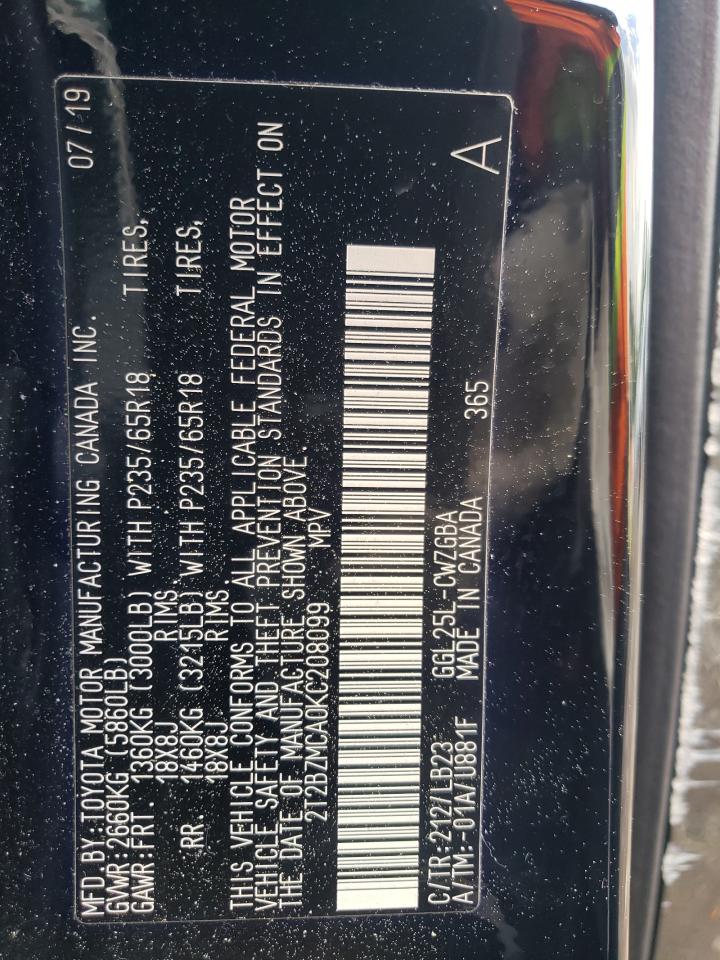 MFD.BY:TOYOTA MOTOR MANUFACTURING CANADA INC. 07/19
GVWR:2660KG (5860LB)
GAWR:FRT. 1360KG (3000LB) WITH P235/65R18 TIRES,
18X8J RIMS.
RR. 1460KG (3215LB) WITH P235/65R18 TIRES,
18X8J RIMS.
THIS VEHICLE CONFORMS TO ALL APPLICABLE FEDERAL MOTOR
VEHICLE SAFETY AND THEFT PREVENTION STANDARDS IN EFFECT ON
THE DATE OF MANUFACTURE SHOWN ABOVE.
2T2BZMCA0KC208099 MPV
C/TR:212/LB23 GGL25L-CWZGBA
A/TM:-01A/U881F MADE IN CANADA 365 A